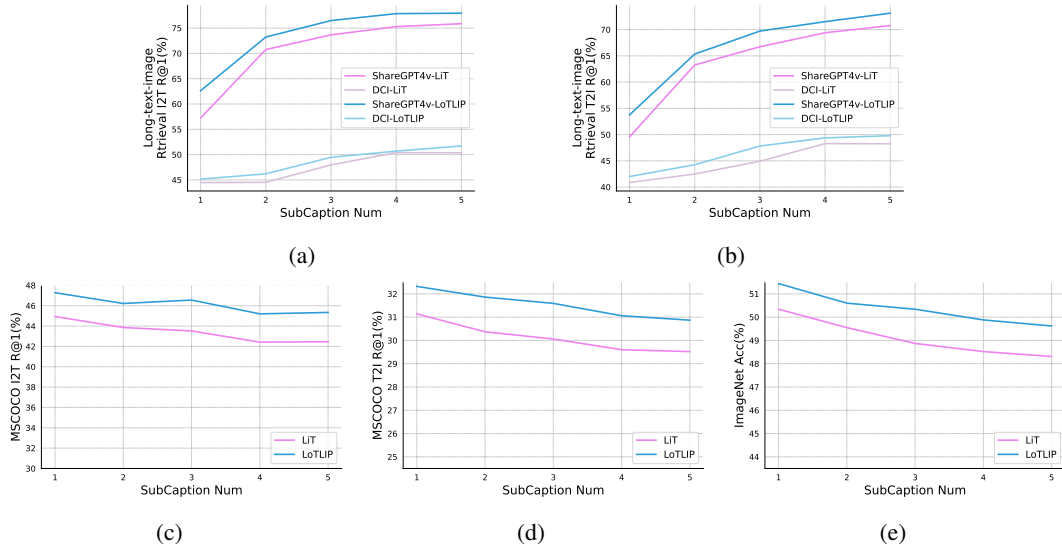 Long-text-image
Rtrieval I2T R@1(%)
75
70
65
60
55
50
45
1
2
3
4
5
SubCaption Num
ShareGPT4v-LiT
DCI-LiT
ShareGPT4v-LoTLIP
DCI-LoTLIP
(a)
Long-text-image
Rtrieval T2I R@1(%)
70
65
60
55
50
45
40
1
2
3
4
5
SubCaption Num
ShareGPT4v-LiT
DCI-LiT
ShareGPT4v-LoTLIP
DCI-LoTLIP
(b)
MSCOCO I2T R@1(%)
48
46
44
42
40
38
36
34
32
30
1
2
3
4
5
SubCaption Num
LiT
LoTLIP
(c)
MSCOCO T2I R@1(%)
32
31
30
29
28
27
26
25
1
2
3
4
5
SubCaption Num
LiT
LoTLIP
(d)
ImageNet Acc(%)
51
50
49
48
47
46
45
44
1
2
3
4
5
SubCaption Num
LiT
LoTLIP
(e)